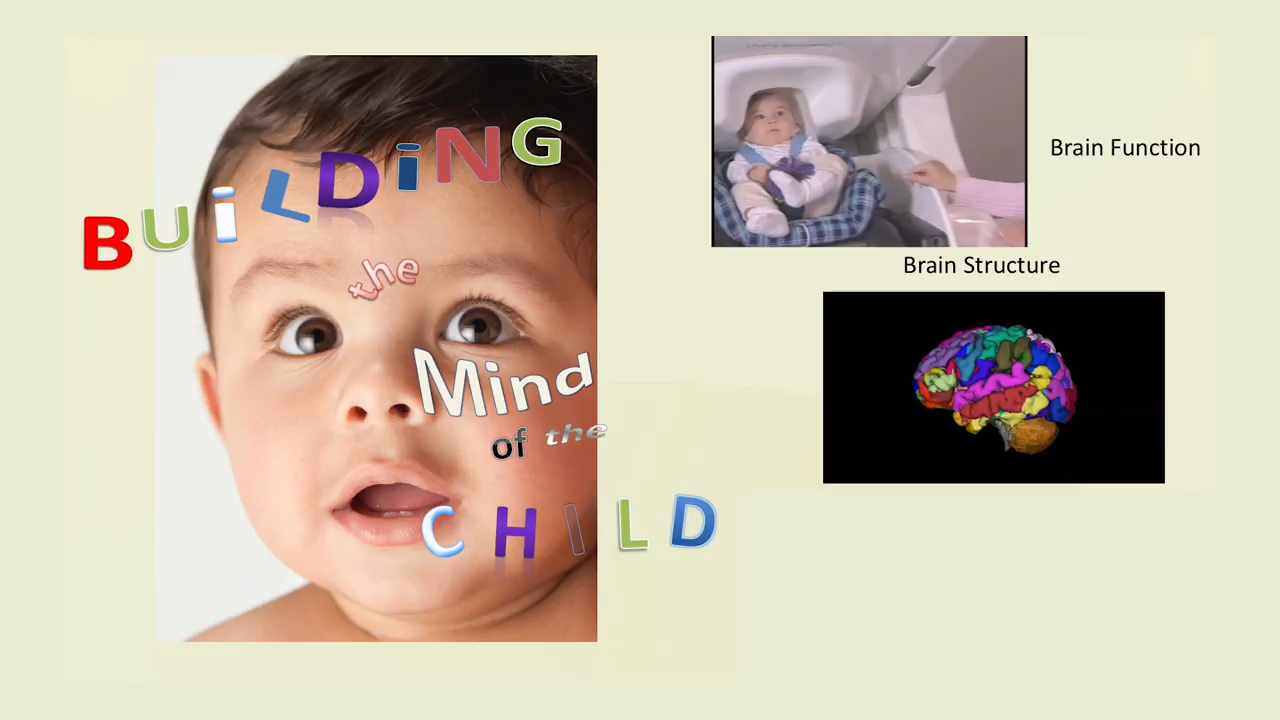 BUiLDiNG
the
Mind
of the
CHILD
Brain Function
Brain Structure